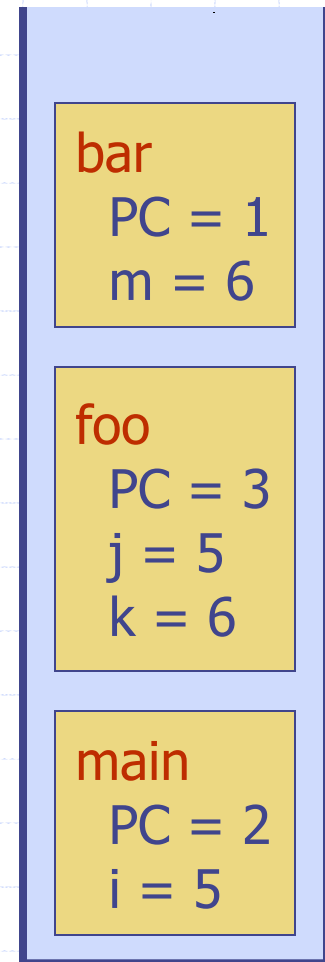 bar
PC = 1
m = 6
foo
PC = 3
j = 5
k = 6
main
PC = 2
i = 5